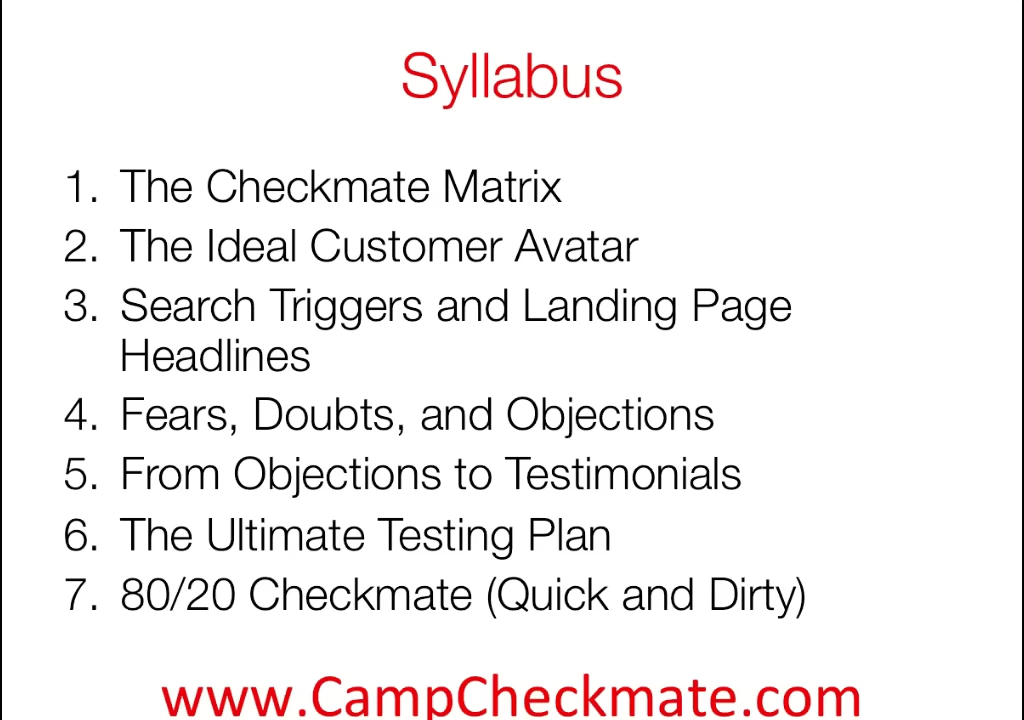 Syllabus
1. The Checkmate Matrix
2. The Ideal Customer Avatar
3. Search Triggers and Landing Page
Headlines
4. Fears, Doubts, and Objections
5. From Objections to Testimonials
6. The Ultimate Testing Plan
7. 80/20 Checkmate (Quick and Dirty)
www.CampCheckmate.com